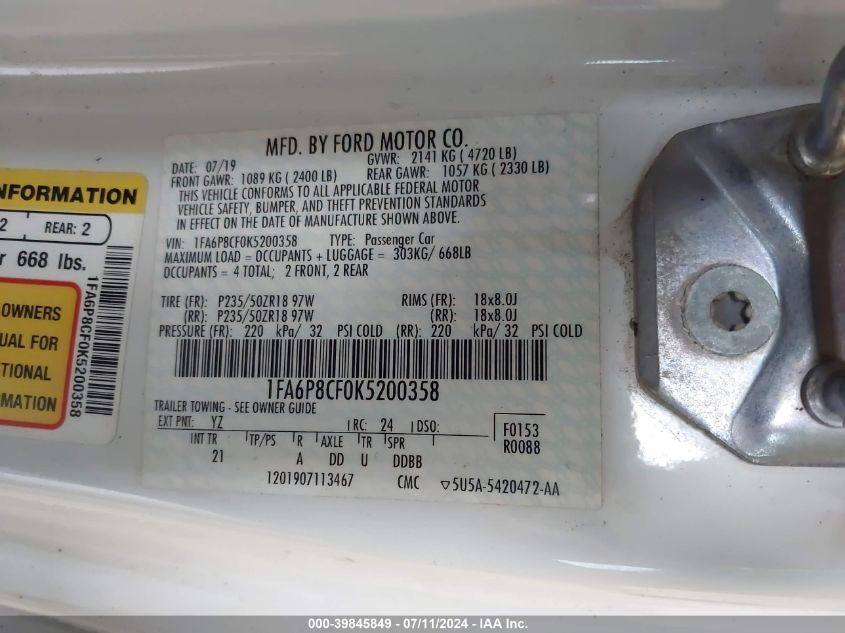 MFD. BY FORD MOTOR CO.
DATE: 07/19 GVWR: 2141 KG ( 4720 LB)
FRONT GAWR: 1089 KG ( 2400 LB) REAR GAWR: 1057 KG ( 2330 LB)
THIS VEHICLE CONFORMS TO ALL APPLICABLE FEDERAL MOTOR
VEHICLE SAFETY, BUMPER, AND THEFT PREVENTION STANDARDS
IN EFFECT ON THE DATE OF MANUFACTURE SHOWN ABOVE.
VIN: 1FA6P8CF0K5200358 TYPE: Passenger Car
MAXIMUM LOAD = OCCUPANTS + LUGGAGE = 303KG/ 668LB
OCCUPANTS = 4 TOTAL; 2 FRONT, 2 REAR
TIRE (FR): P235/50ZR18 97W RIMS (FR): 18x8.0J
(RR): P235/50ZR18 97W (RR): 18x8.0J
PRESSURE (FR): 220 kPa/ 32 PSI COLD (RR): 220 kPa/ 32 PSI COLD
1FA6P8CF0K5200358
TRAILER TOWING - SEE OWNER GUIDE
EXT PNT: YZ RC: 24 DSO: F0153
R0088
INT TR TP/PS R AXLE TR SPR
21 A DD U DDBB
1201907113467 CMC ▽5U5A-5420472-AA
INFORMATION
2 REAR: 2
668 lbs.
OWNERS
FOR
1FA6P8CF0K5200358
000-39845849 - 07/11/2024 - IAA Inc.